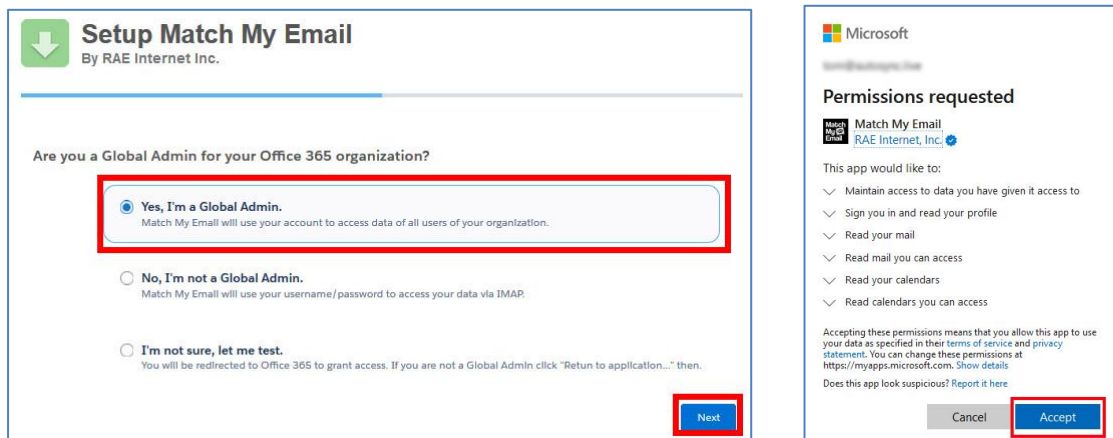 Setup Match My Email
By RAE Internet Inc.
Are you a Global Admin for your Office 365 organization?
Yes, I'm a Global Admin.
Match My Email will use your account to access data of all users of your organization.
No, I'm not a Global Admin.
Match My Email will use your username/password to access your data via IMAP.
I'm not sure, let me test.
You will be redirected to Office 365 to grant access. If you are not a Global Admin click "Retun to application..." then.
Next
Microsoft
Permissions requested
Match
My
Email
Match My Email
RAE Internet, Inc.
This app would like to:
Maintain access to data you have given it access to
Sign you in and read your profile
Read your mail
Read mail you can access
Read your calendars
Read calendars you can access
Accepting these permissions means that you allow this app to use
your data as specified in their terms of service and privacy
statement. You can change these permissions at
https://myapps.microsoft.com. Show details
Does this app look suspicious? Report it here
Cancel Accept